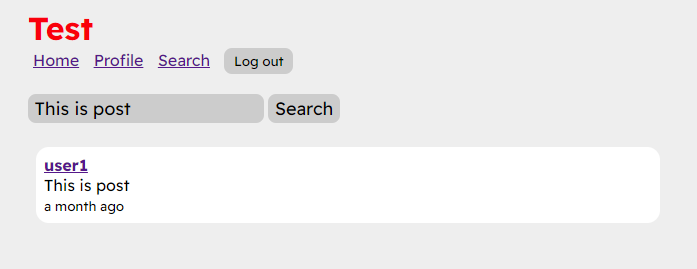 Test
Home Profile Search Log out
This is post Search
user1
This is post
a month ago